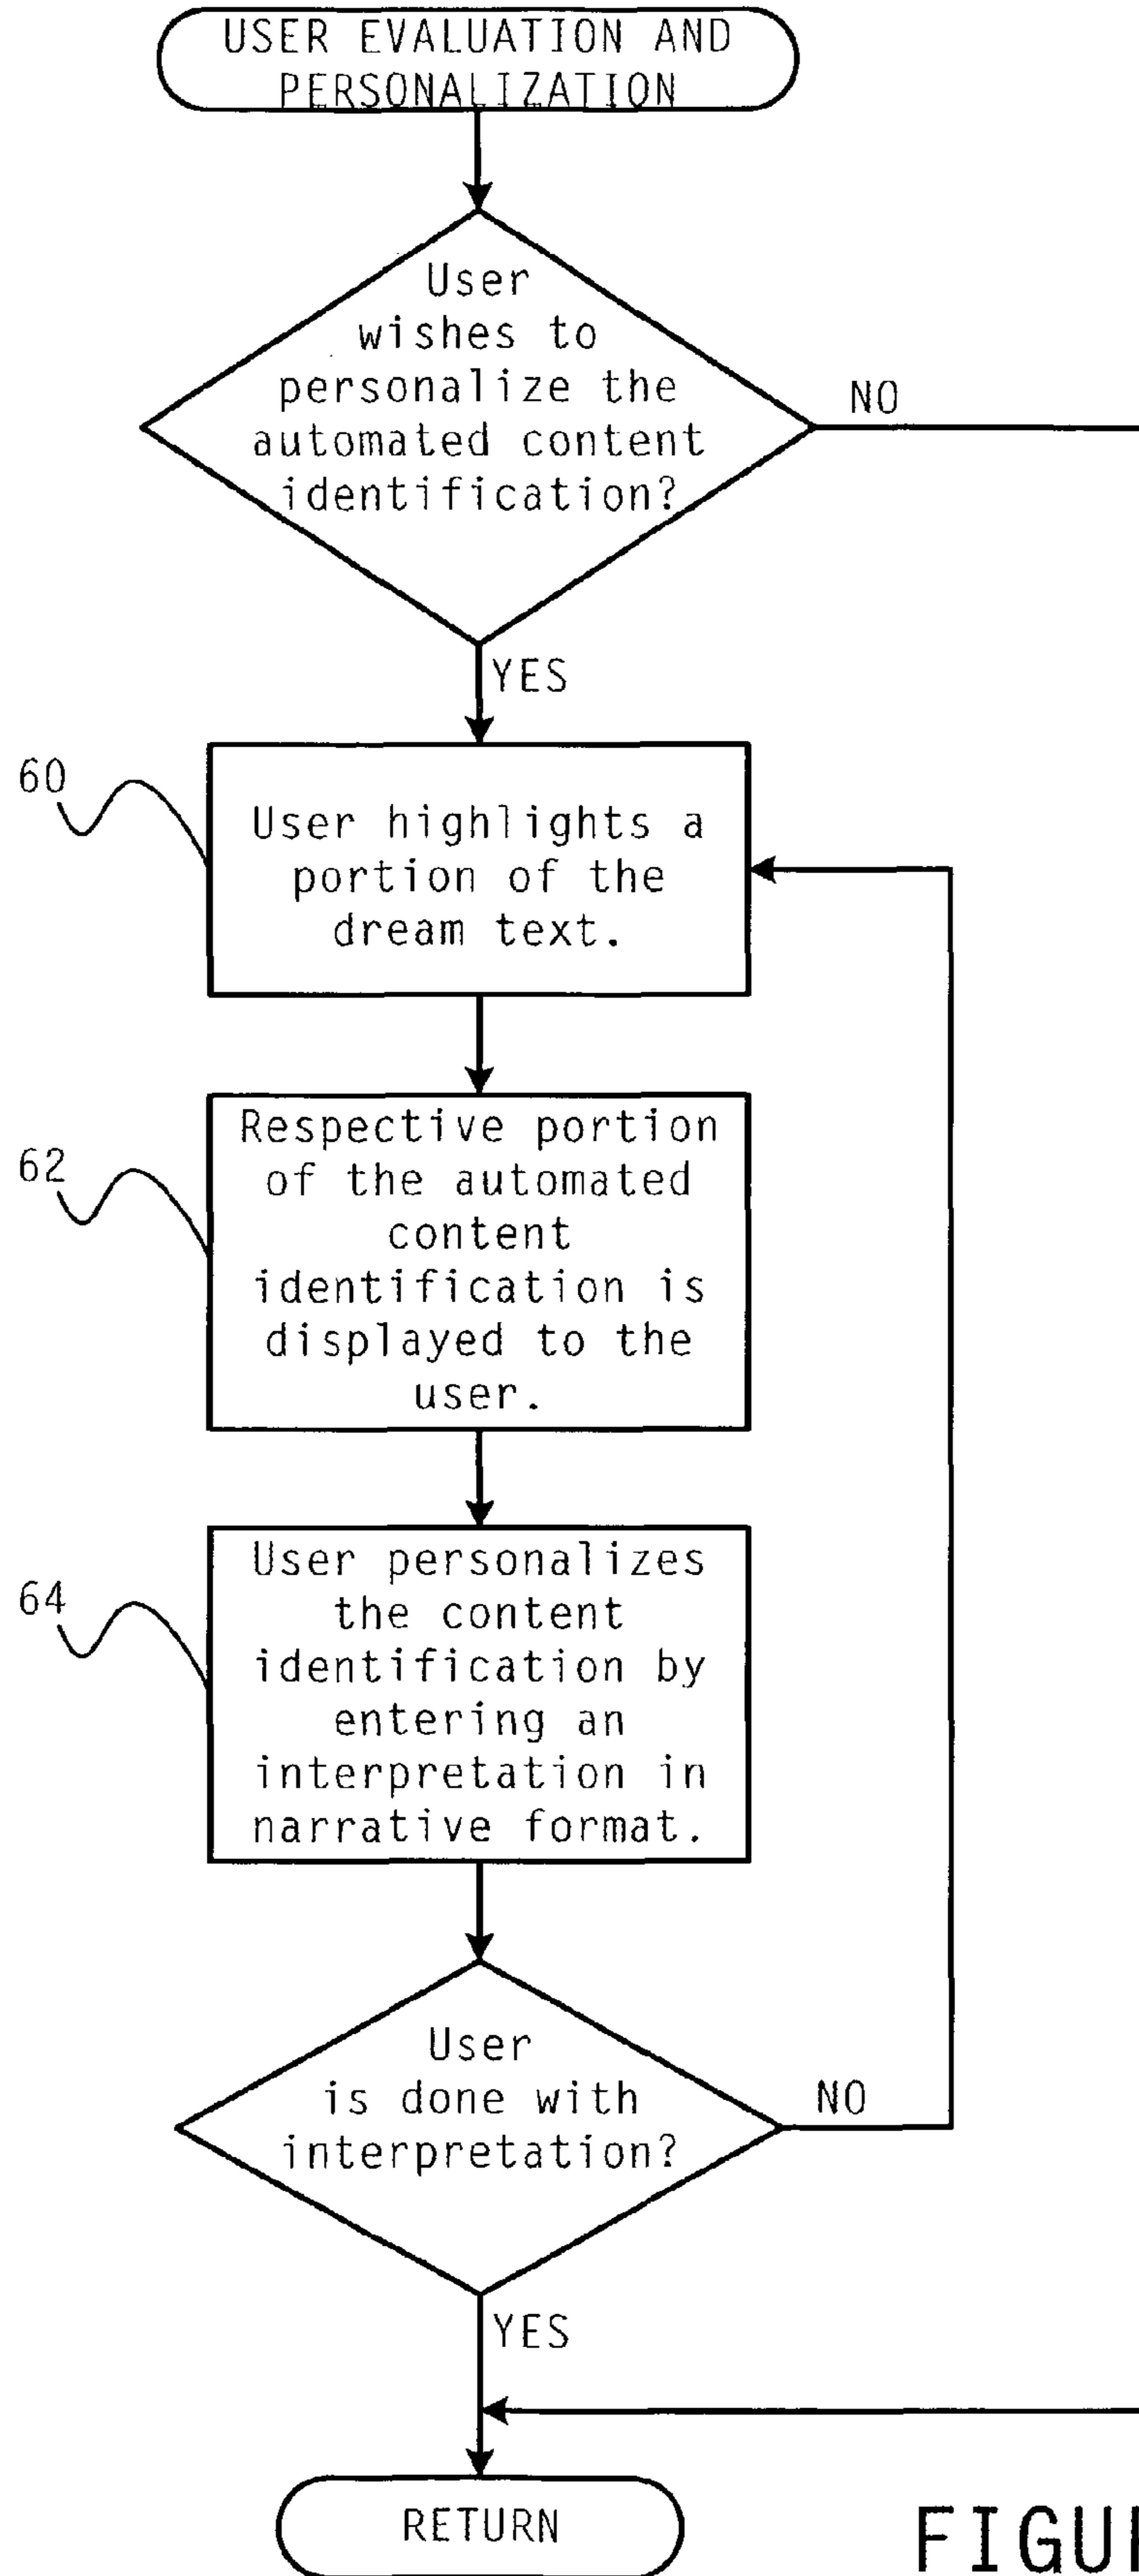 USER EVALUATION AND
PERSONALIZATION
User
wishes to
personalize the
automated content
identification?
NO
YES
60
User highlights a
portion of the
dream text.
62
Respective portion
of the automated
content
identification is
displayed to the
user.
64
User personalizes
the content
identification by
entering an
interpretation in
narrative format.
User
is done with
interpretation?
NO
YES
RETURN